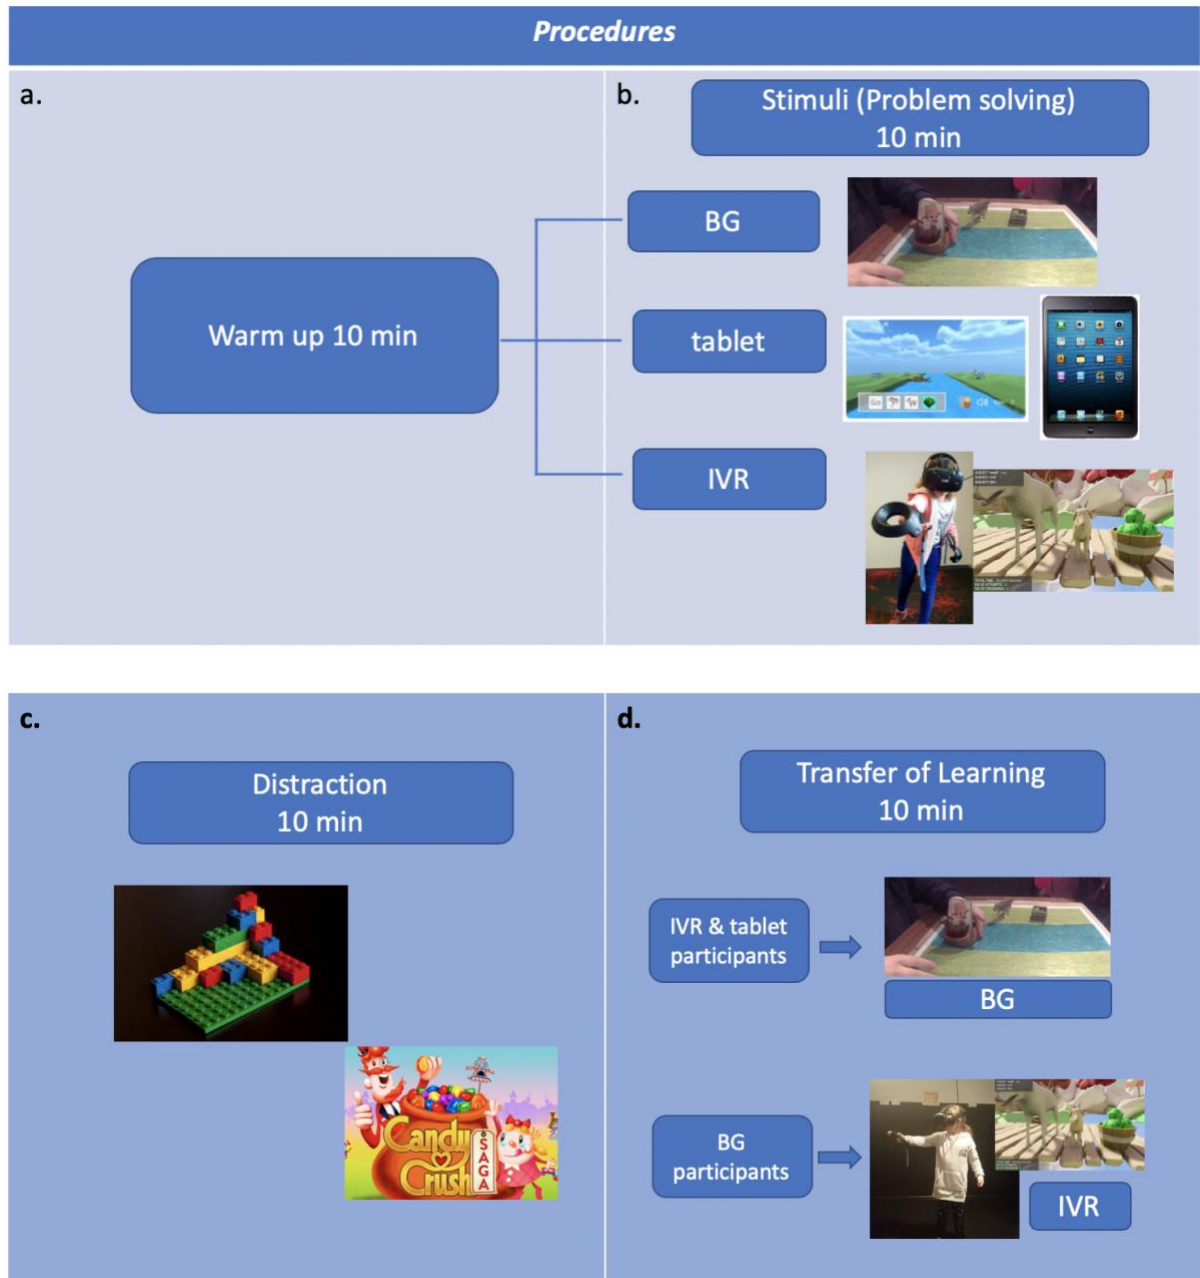 Procedures
a.
Warm up 10 min
b.
Stimuli (Problem solving)
10 min
BG
tablet
Go
IVR
c.
Distraction
10 min
Candy
Crush
SAGA
d.
Transfer of Learning
10 min
IVR & tablet
participants
BG
BG
participants
IVR